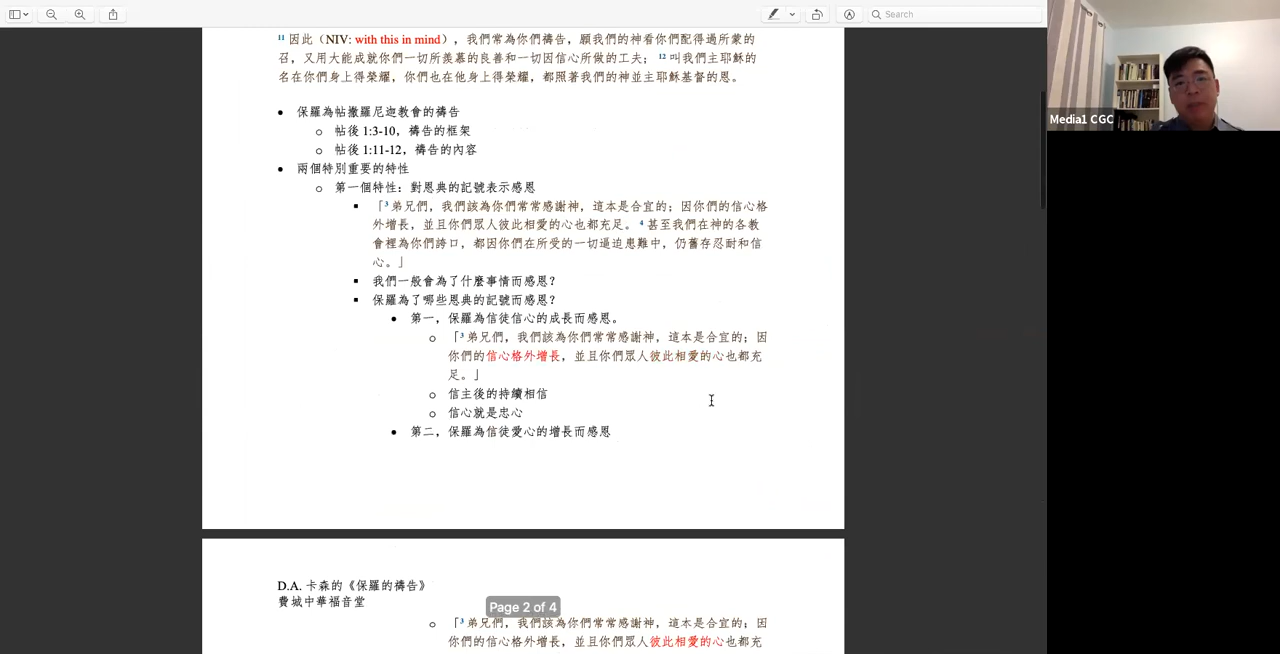 Search
Media1 CGC
11 因此（NIV: with this in mind），我們常為你們禱告，願我們的神看你們配得過所蒙的
召，又用大能成就你們一切所羨慕的良善和一切因信心所做的工夫；12 叫我們主耶穌的
名在你們身上得榮耀，你們也在他身上得榮耀，都照著我們的神並主耶穌基督的恩。
• 保羅為帖撒羅尼迦教會的禱告
o 帖後 1:3-10，禱告的框架
o 帖後 1:11-12，禱告的內容
• 兩個特別重要的特性
o 第一個特性：對恩典的記號表示感恩
▪ 「3 弟兄們，我們該為你們常常感謝神，這本是合宜的；因你們的信心格
外增長，並且你們眾人彼此相愛的心也都充足。4 甚至我們在神的各教
會裡為你們誇口，都因你們在所受的一切逼迫患難中，仍舊存忍耐和信
心。」
▪ 我們一般會為了什麼事情而感恩？
▪ 保羅為了哪些恩典的記號而感恩？
• 第一，保羅為信徒信心的成長而感恩。
o 「3 弟兄們，我們該為你們常常感謝神，這本是合宜的；因
你們的信心格外增長，並且你們眾人彼此相愛的心也都充
足。」
o 信主後的持續相信
o 信心就是忠心
• 第二，保羅為信徒愛心的增長而感恩
D.A. 卡森的《保羅的禱告》
費城中華福音堂
Page 2 of 4
o 「3 弟兄們，我們該為你們常常感謝神，這本是合宜的；因
你們的信心格外增長，並且你們眾人彼此相愛的心也都充